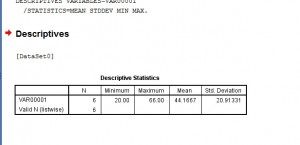 DESCRIPTIVES VARIABLES=VAR00001
/STATISTICS=MEAN STDDEV MIN MAX.
Descriptives
[DataSet0]
Descriptive Statistics
N Minimum Maximum Mean Std. Deviation
VAR00001 6 20.00 66.00 44.1667 20.91331
Valid N (listwise) 6